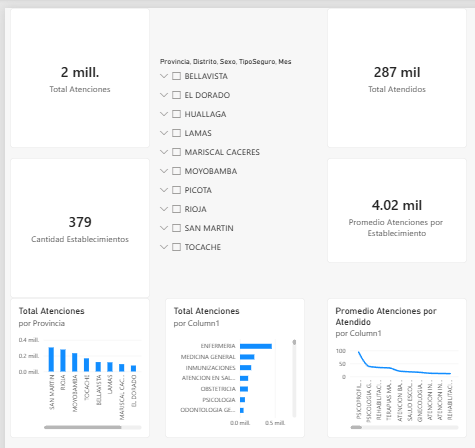 2 mill.
Total Atenciones
379
Cantidad Establecimientos
Provincia, Distrito, Sexo, TipoSeguro, Mes
BELLAVISTA
EL DORADO
HUALLAGA
LAMAS
MARISCAL CACERES
MOYOBAMBA
PICOTA
RIOJA
SAN MARTIN
TOCACHE
287 mil
Total Atendidos
4.02 mil
Promedio Atenciones por
Establecimiento
Total Atenciones
por Provincia
0.4 mill.
0.2 mill.
0.0 mill.
SAN MARTIN
RIOJA
MOYOBAMBA
TOCACHE
BELLAVISTA
LAMAS
MARISCAL CAC...
EL DORADO
Total Atenciones
por Column1
ENFERMERIA
MEDICINA GENERAL
INMUNIZACIONES
ATENCION EN SAL...
OBSTETRICIA
PSICOLOGIA
ODONTOLOGIA GE...
0.0 mill.
0.5 mill.
Promedio Atenciones por
Atendido
por Column1
100
50
0
PSICOPROFI...
PSICOLOGIA G...
REHABILITAC...
TERAPIAS MA...
ATENCION BA...
SALUD ESCOL...
GINECOLOGIA...
ATENCION IN...
ATENCION IN...
REHABILITAC...